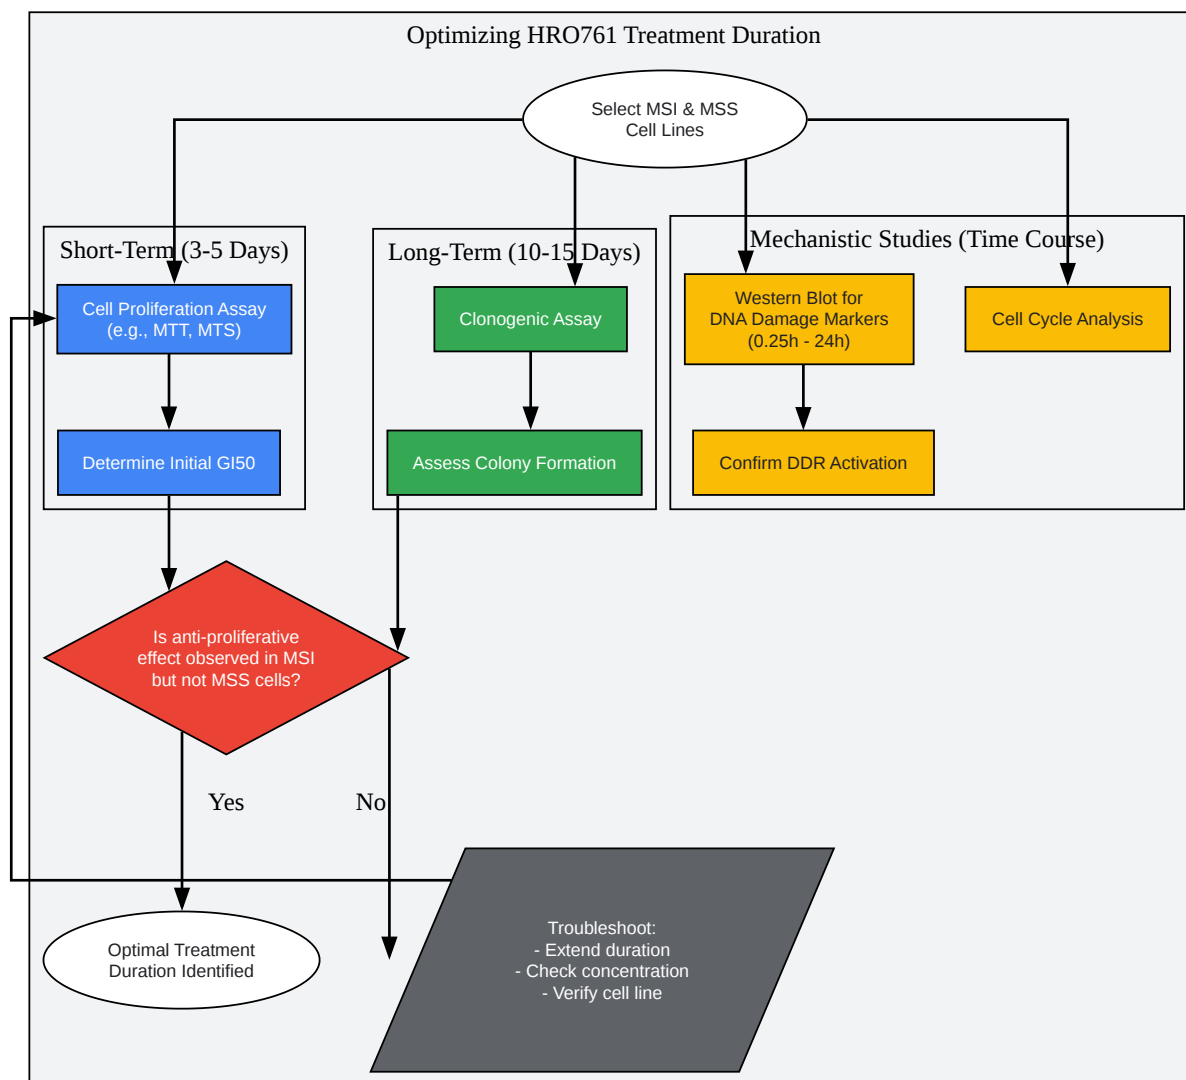 Optimizing HRO761 Treatment Duration
Select MSI & MSS
Cell Lines
Short-Term (3-5 Days)
Cell Proliferation Assay
(e.g., MTT, MTS)
Determine Initial GI50
Long-Term (10-15 Days)
Clonogenic Assay
Assess Colony Formation
Mechanistic Studies (Time Course)
Western Blot for
DNA Damage Markers
(0.25h - 24h)
Cell Cycle Analysis
Confirm DDR Activation
Is anti-proliferative
effect observed in MSI
but not MSS cells?
Yes
No
Optimal Treatment
Duration Identified
Troubleshoot:
- Extend duration
- Check concentration
- Verify cell line